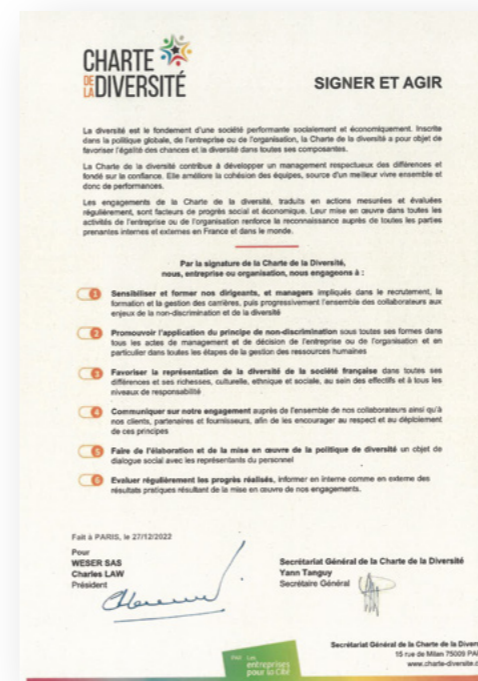 CHARTE
DE LA DIVERSITÉ
SIGNER ET AGIR
La diversité est le fondement d'une société performante socialement et économiquement. Inscrite
dans la politique globale, de l'entreprise ou de l'organisation, la Charte de la diversité a pour objet de
favoriser l'égalité des chances et la diversité dans toutes ses composantes.
La Charte de la diversité contribue à développer un management respectueux des différences et
fondé sur la confiance. Elle améliore la cohésion des équipes, source d'un meilleur vivre ensemble et
donc de performances.
Les engagements de la Charte de la diversité, traduits en actions mesurées et évaluées
régulièrement, sont facteurs de progrès social et économique. Leur mise en œuvre dans toutes les
activités de l'entreprise ou de l'organisation renforce la reconnaissance auprès de toutes les parties
prenantes internes et externes en France et dans le monde.
Par la signature de la Charte de la Diversité,
nous, entreprise ou organisation, nous engageons à :
1 Sensibiliser et former nos dirigeants, et managers impliqués dans le recrutement, la
formation et la gestion des carrières, puis progressivement l'ensemble des collaborateurs aux
enjeux de la non-discrimination et de la diversité
2 Promouvoir l'application du principe de non-discrimination sous toutes ses formes dans
tous les actes de management et de décision de l'entreprise ou de l'organisation et en
particulier dans toutes les étapes de la gestion des ressources humaines
3 Favoriser la représentation de la diversité de la société française dans toutes ses
différences et ses richesses, culturelle, ethnique et sociale, au sein des effectifs et à tous les
niveaux de responsabilité
4 Communiquer sur notre engagement auprès de l'ensemble de nos collaborateurs ainsi qu'à
nos clients, partenaires et fournisseurs, afin de les encourager au respect et au déploiement
de ces principes
5 Faire de l'élaboration et de la mise en œuvre de la politique de diversité un objet de
dialogue social avec les représentants du personnel
6 Evaluer régulièrement les progrès réalisés, informer en interne comme en externe des
résultats pratiques résultant de la mise en œuvre de nos engagements.
Fait à PARIS, le 27/12/2022
Pour
WESER SAS
Charles LAW
Président
Secrétariat Général de la Charte de la Diversité
Yann Tanguy
Secrétaire Général
Secrétariat Général de la Charte de la Divers
15 rue de Milan 75009 PA
www.charte-diversite.c
Les
entreprises
pour la Cité